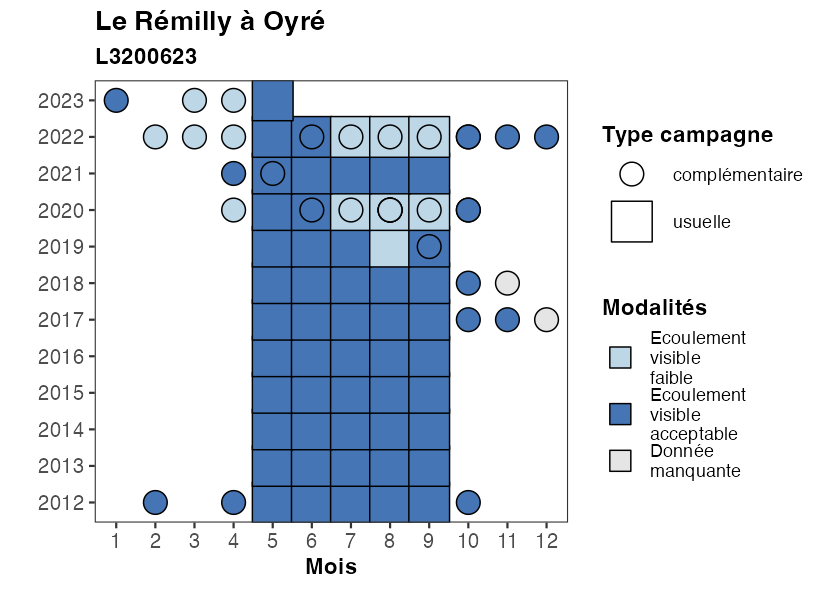 Le Rémilly à Oyré
L3200623
2023
2022
2021
2020
2019
2018
2017
2016
2015
2014
2013
2012
1 2 3 4 5 6 7 8 9 10 11 12
Mois
Type campagne
complémentaire
usuelle
Modalités
Ecoulement
visible
faible
Ecoulement
visible
acceptable
Donnée
manquante